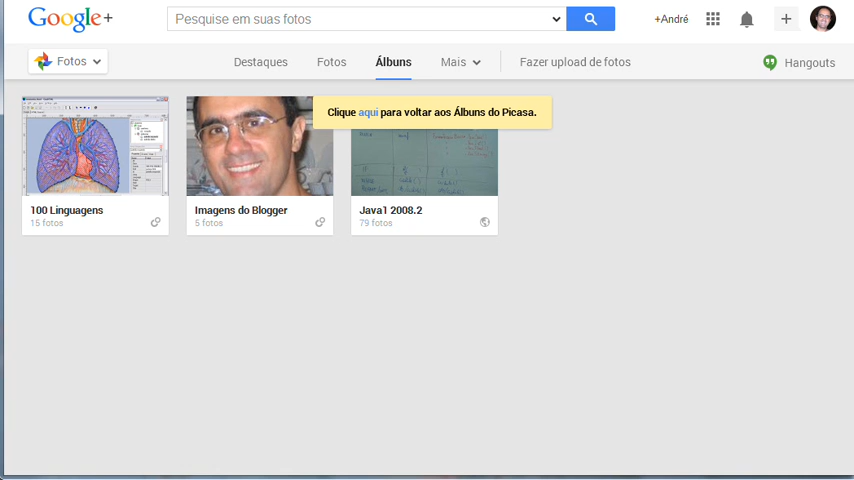 Google+
Pesquise em suas fotos
+André
Fotos
Destaques
Fotos
Álbuns
Mais
Fazer upload de fotos
Hangouts
Clique aqui para voltar aos Álbuns do Picasa.
100 Linguagens
15 fotos
Imagens do Blogger
5 fotos
Java1 2008.2
79 fotos